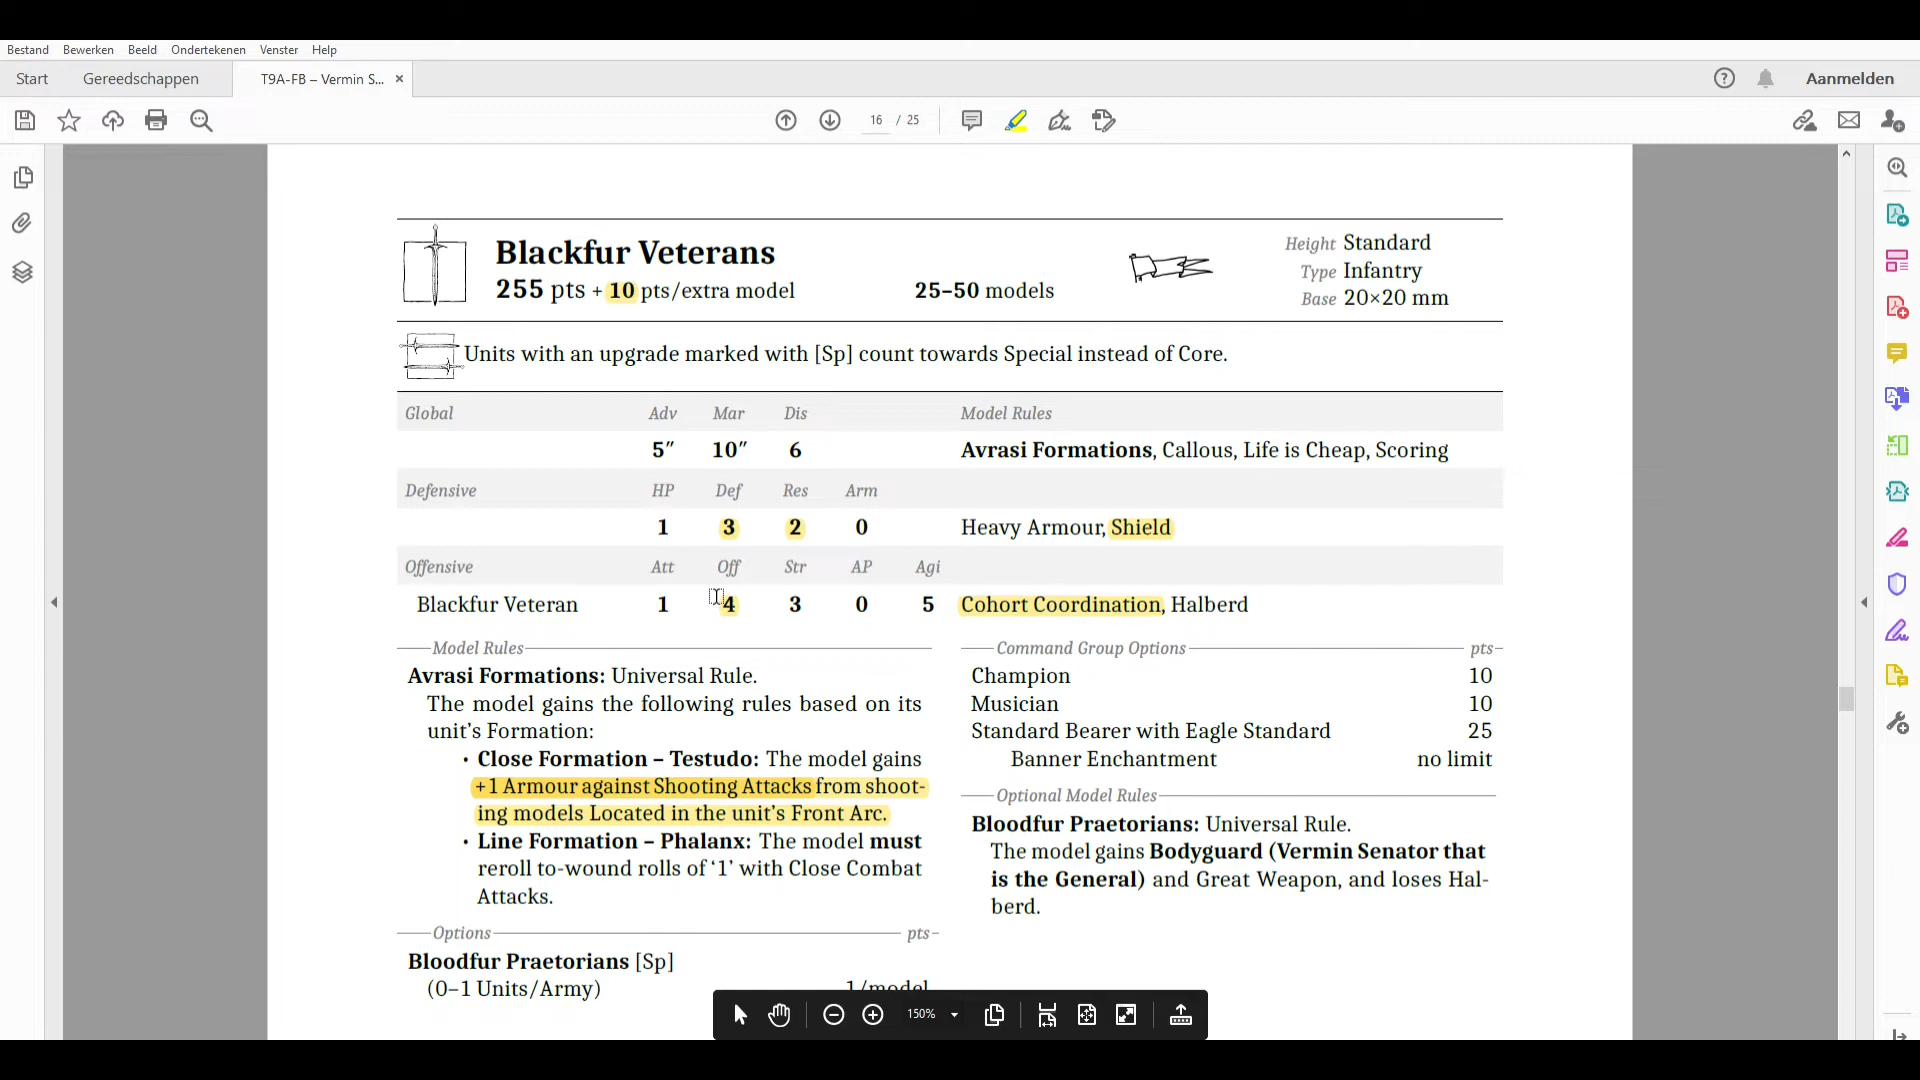 Bestand Bewerken Beeld Ondertekenen Venster Help
Start Gereedschappen T9A-FB – Vermin S... × Aanmelden
16 / 25
Blackfur Veterans
255 pts + 10 pts/extra model 25–50 models
Height Standard
Type Infantry
Base 20×20 mm
Units with an upgrade marked with [Sp] count towards Special instead of Core.
Global Adv Mar Dis Model Rules
5″ 10″ 6 Avrasi Formations, Callous, Life is Cheap, Scoring
Defensive HP Def Res Arm
1 3 2 0 Heavy Armour, Shield
Offensive Att Off Str AP Agi
Blackfur Veteran 1 4 3 0 5 Cohort Coordination, Halberd
Model Rules
Avrasi Formations: Universal Rule.
The model gains the following rules based on its
unit's Formation:
• Close Formation – Testudo: The model gains
+1 Armour against Shooting Attacks from shoot-
ing models Located in the unit's Front Arc.
• Line Formation – Phalanx: The model must
reroll to-wound rolls of '1' with Close Combat
Attacks.
Options pts
Bloodfur Praetorians [Sp]
(0–1 Units/Army) 1/model
Command Group Options pts
Champion 10
Musician 10
Standard Bearer with Eagle Standard 25
Banner Enchantment no limit
Optional Model Rules
Bloodfur Praetorians: Universal Rule.
The model gains Bodyguard (Vermin Senator that
is the General) and Great Weapon, and loses Hal-
berd.
150%